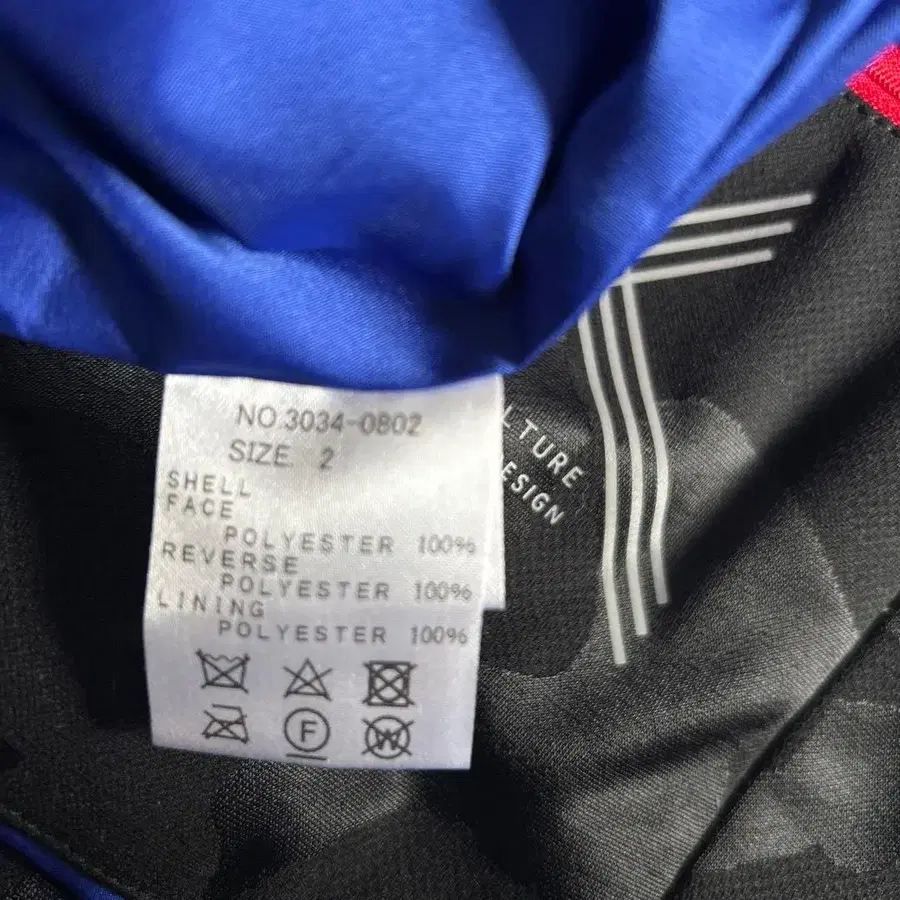 NO.3034-0802
SIZE 2
SHELL
FACE
POLYESTER 100%
REVERSE
POLYESTER 100%
LINING
POLYESTER 100%
F
W
LTURE
ESIGN